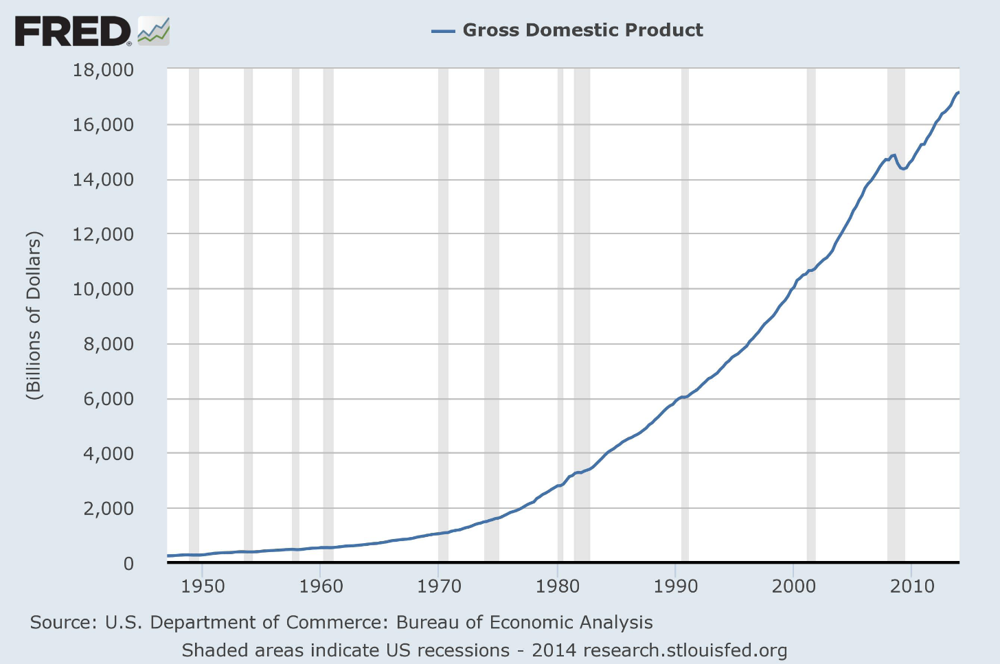 FRED®
Gross Domestic Product
18,000
16,000
14,000
12,000
10,000
8,000
6,000
4,000
2,000
0
(Billions of Dollars)
1950 1960 1970 1980 1990 2000 2010
Source: U.S. Department of Commerce: Bureau of Economic Analysis
Shaded areas indicate US recessions - 2014 research.stlouisfed.org